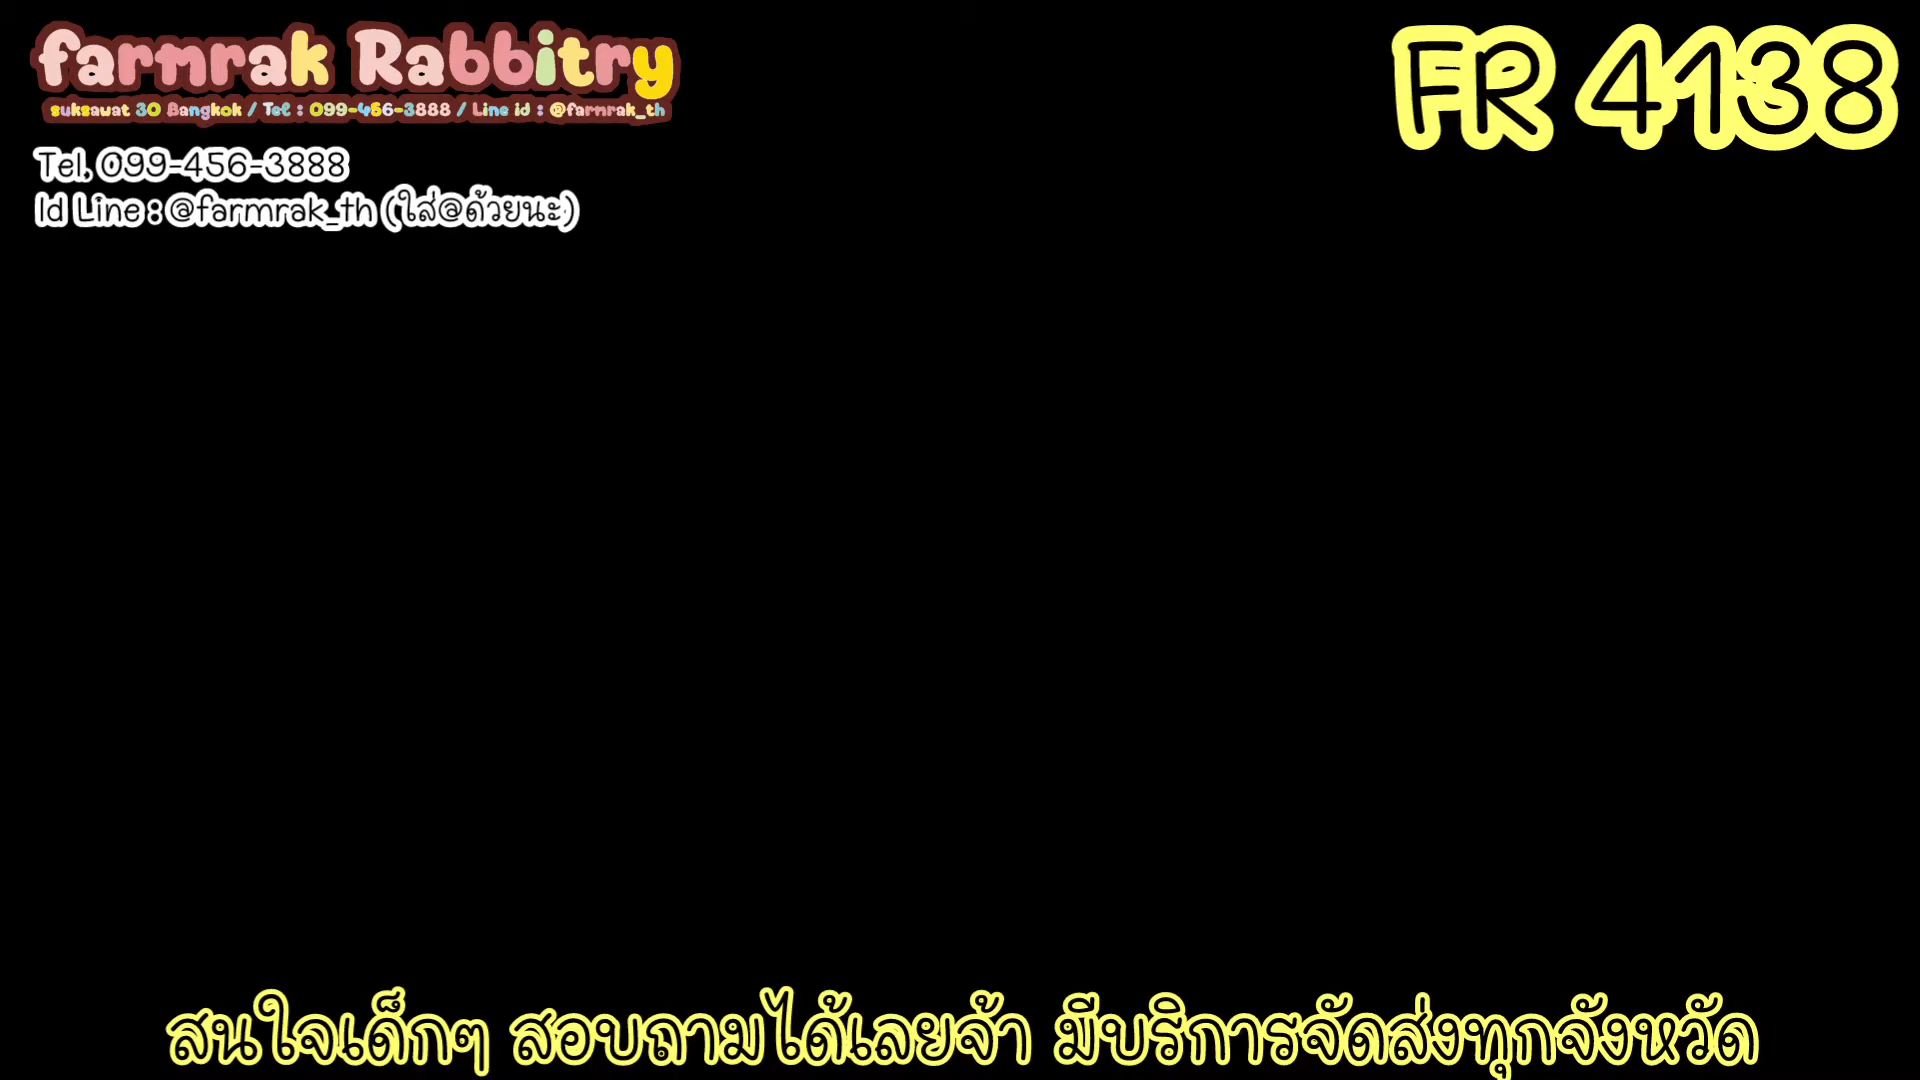 farmrak Rabbitry
suksawat 30 Bangkok / Tel : 099-456-3888 / Line id : @farmrak_th
FR 4138
Tel. 099-456-3888
Id Line : @farmrak_th (ใส่@ด้วยนะ)
สนใจเด็กๆ สอบถามได้เลยจ้า มีบริการจัดส่งทุกจังหวัด